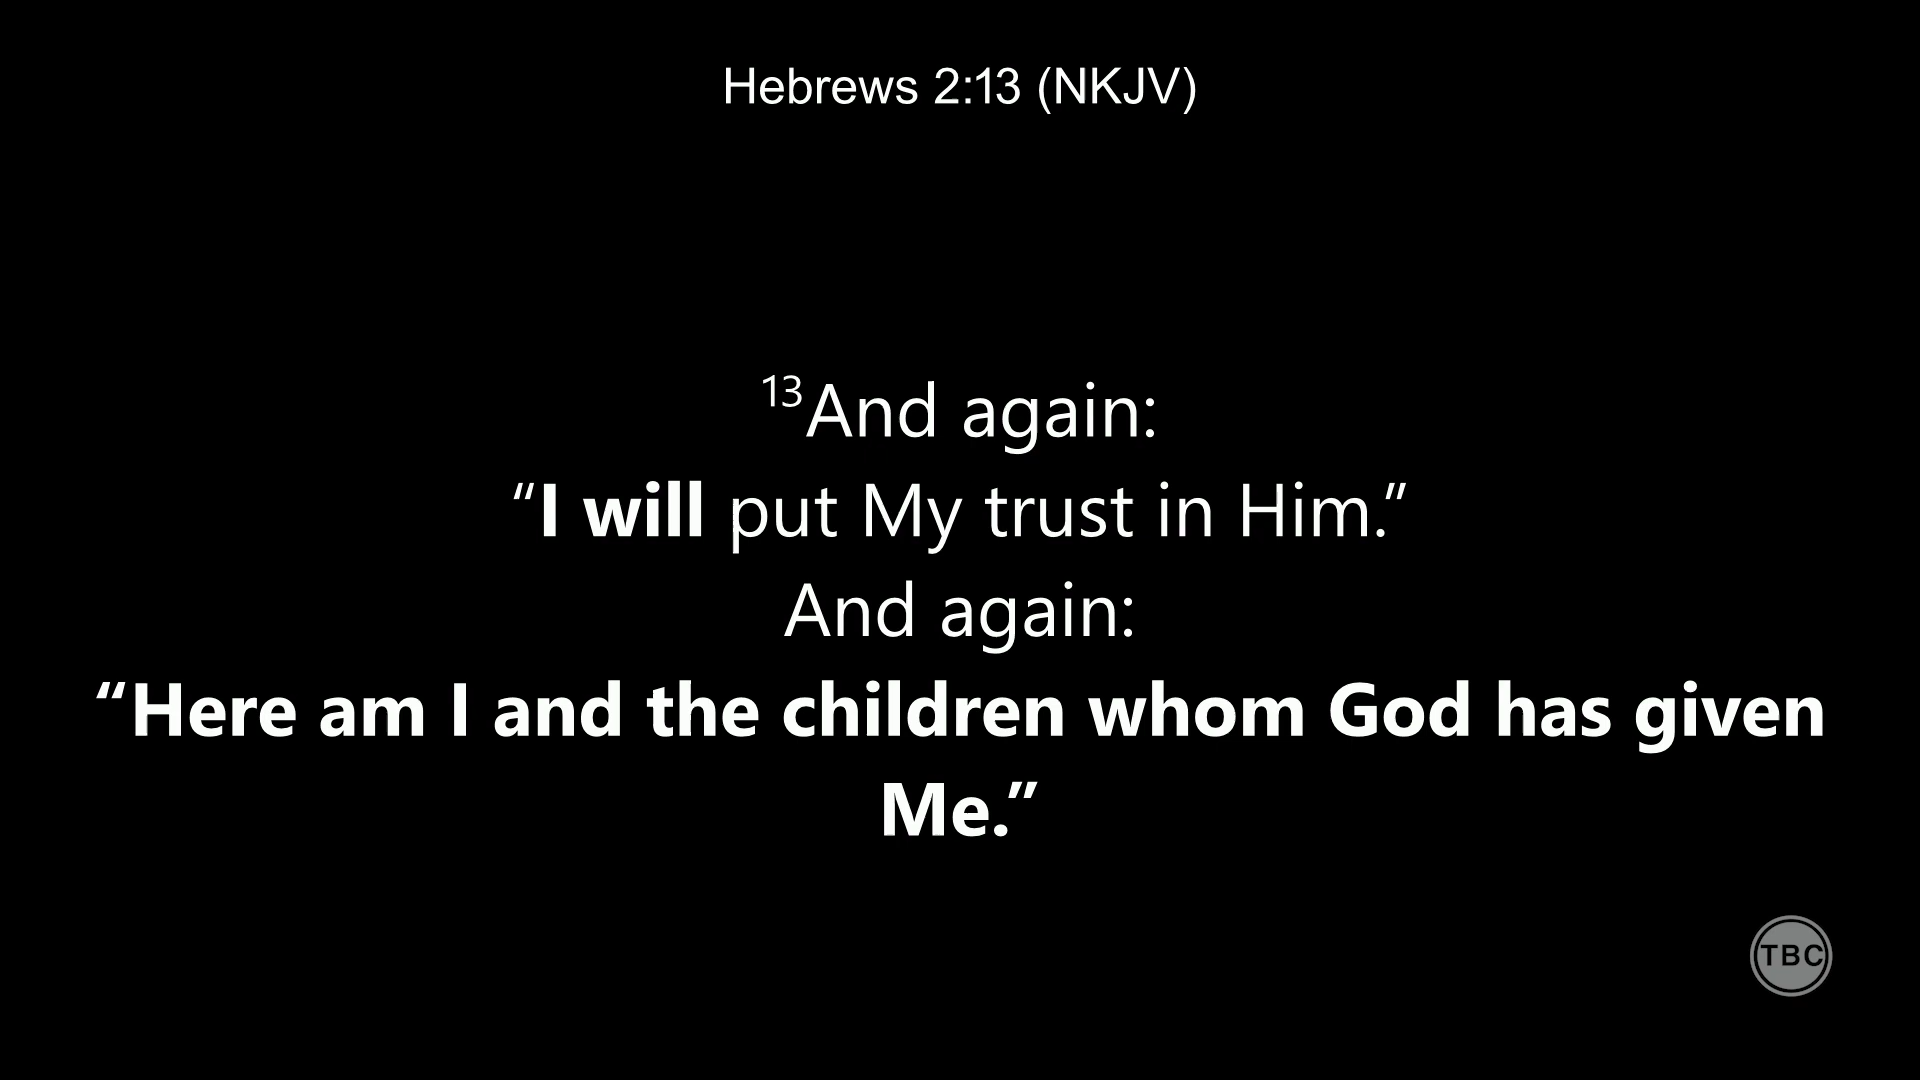 Hebrews 2:13 (NKJV)
13And again:
“I will put My trust in Him.”
And again:
“Here am I and the children whom God has given
Me.”
TBC